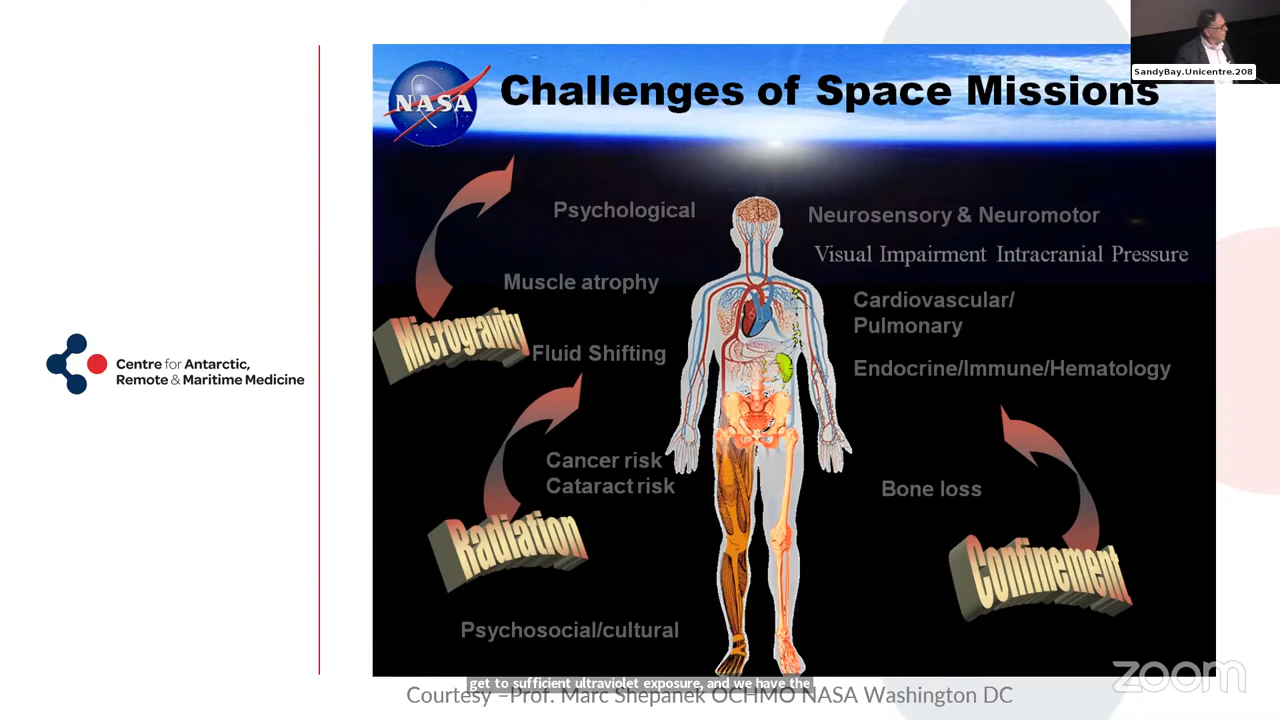 SandyBay.Unicentre.208
NASA
Challenges of Space Missions
Psychological
Neurosensory & Neuromotor
Visual Impairment Intracranial Pressure
Muscle atrophy
Cardiovascular/
Pulmonary
Microgravity
Fluid Shifting
Endocrine/Immune/Hematology
Centre for Antarctic,
Remote & Maritime Medicine
Cancer risk
Cataract risk
Bone loss
Radiation
Confinement
Psychosocial/cultural
get to sufficient ultraviolet exposure, and we have the
Courtesy –Prof. Marc Shepanek OCHMO NASA Washington DC
zoom